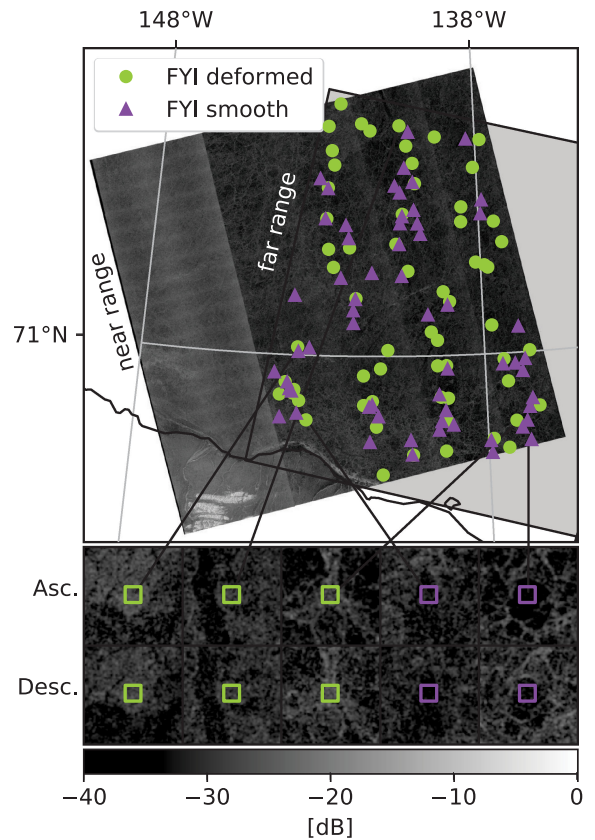 148°W 138°W
FYI deformed
FYI smooth
far range
near range
71°N
Asc.
Desc.
−40 −30 −20 −10 0
[dB]